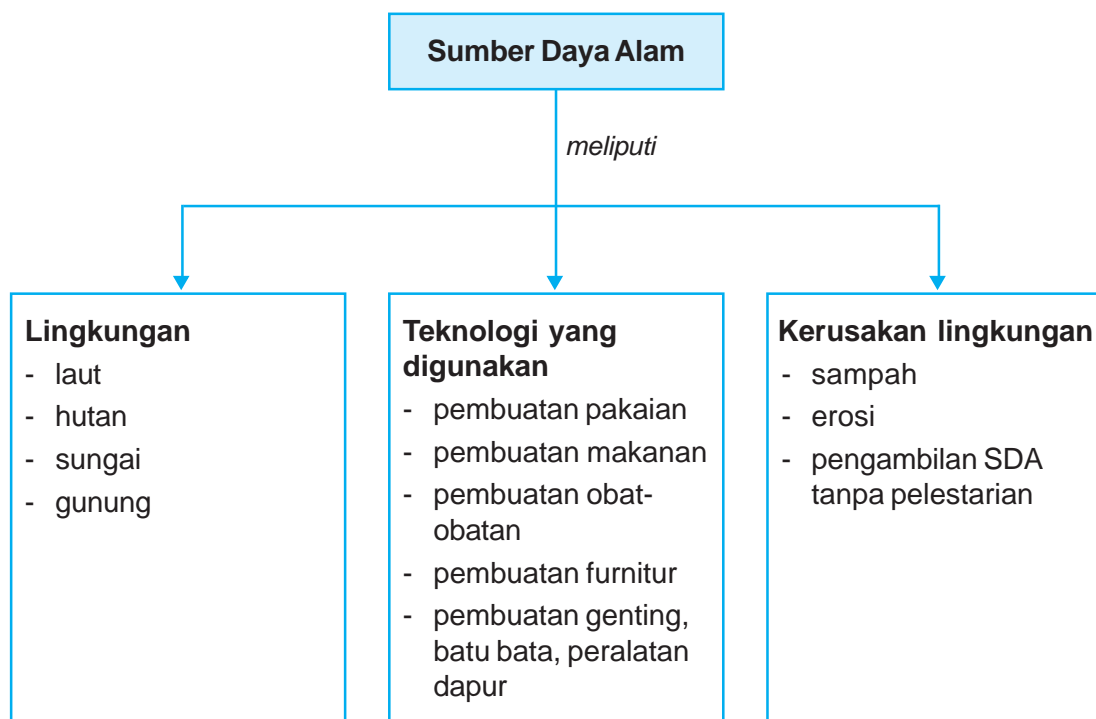 Sumber Daya Alam
meliputi
Lingkungan
- laut
- hutan
- sungai
- gunung
Teknologi yang
digunakan
- pembuatan pakaian
- pembuatan makanan
- pembuatan obat-
obatan
- pembuatan furnitur
- pembuatan genting,
batu bata, peralatan
dapur
Kerusakan lingkungan
- sampah
- erosi
- pengambilan SDA
tanpa pelestarian